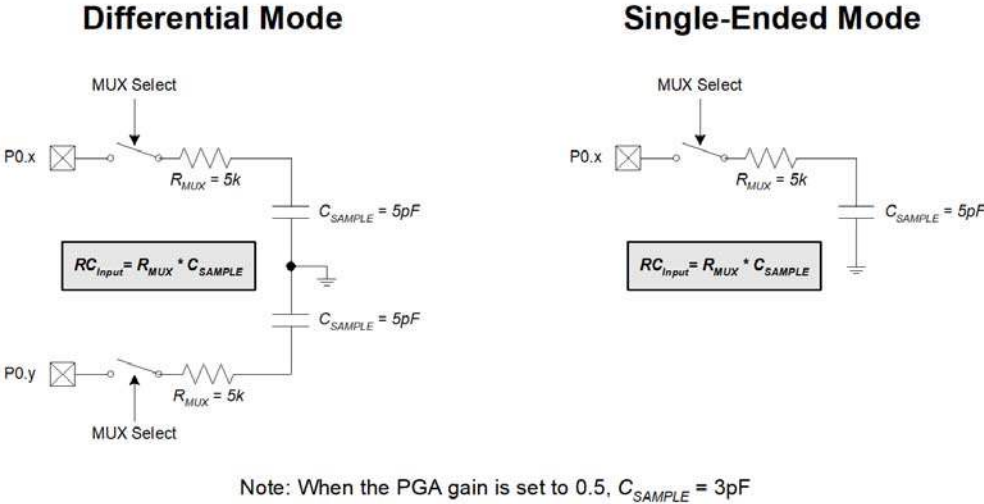 Differential Mode
MUX Select
P0.x
R_MUX = 5k
C_SAMPLE = 5pF
RC_Input = R_MUX * C_SAMPLE
C_SAMPLE = 5pF
P0.y
R_MUX = 5k
MUX Select
Single-Ended Mode
MUX Select
P0.x
R_MUX = 5k
C_SAMPLE = 5pF
RC_Input = R_MUX * C_SAMPLE
Note: When the PGA gain is set to 0.5, C_SAMPLE = 3pF